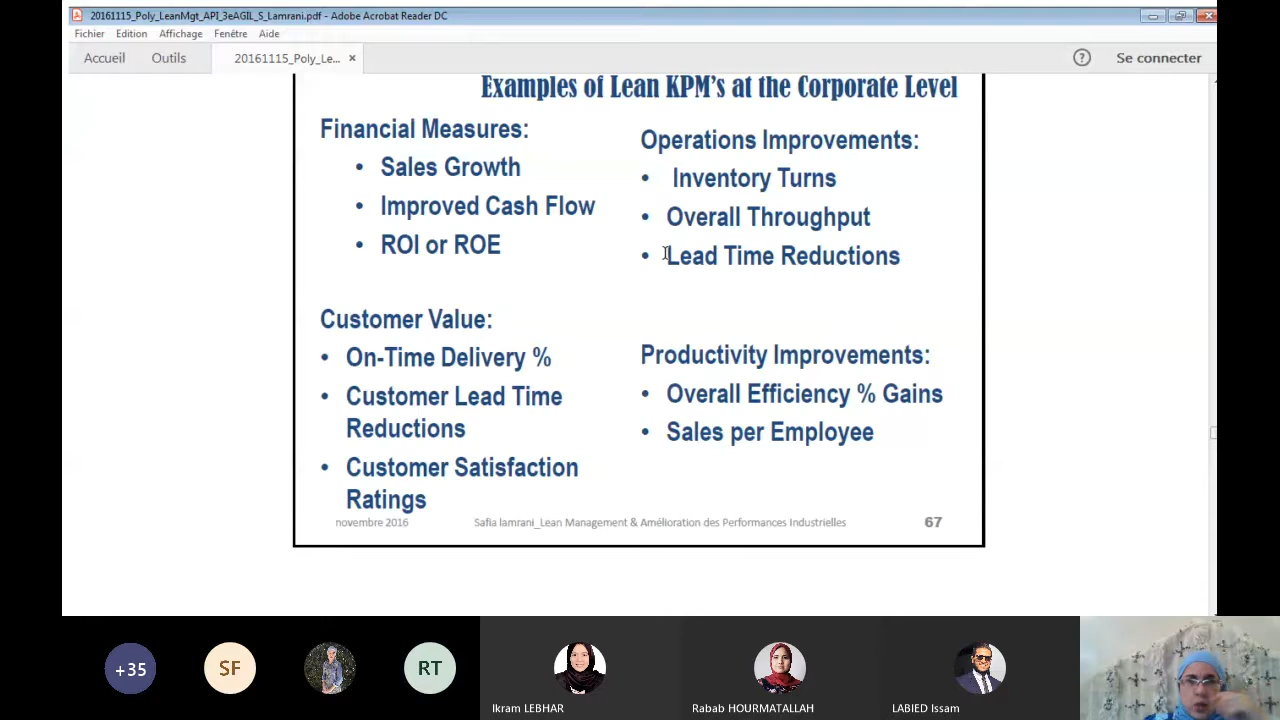 20161115_Poly_LeanMgt_API_3eAGIL_S_Lamrani.pdf - Adobe Acrobat Reader DC
Fichier Edition Affichage Fenêtre Aide
Accueil Outils 20161115_Poly_Le... × ? Se connecter
Examples of Lean KPM's at the Corporate Level
Financial Measures:
• Sales Growth
• Improved Cash Flow
• ROI or ROE
Operations Improvements:
• Inventory Turns
• Overall Throughput
• Lead Time Reductions
Customer Value:
• On-Time Delivery %
• Customer Lead Time
Reductions
• Customer Satisfaction
Ratings
Productivity Improvements:
• Overall Efficiency % Gains
• Sales per Employee
novembre 2016 Safia lamrani_Lean Management & Amélioration des Performances Industrielles 67
+35 SF RT
Ikram LEBHAR Rabab HOURMATALLAH LABIED Issam